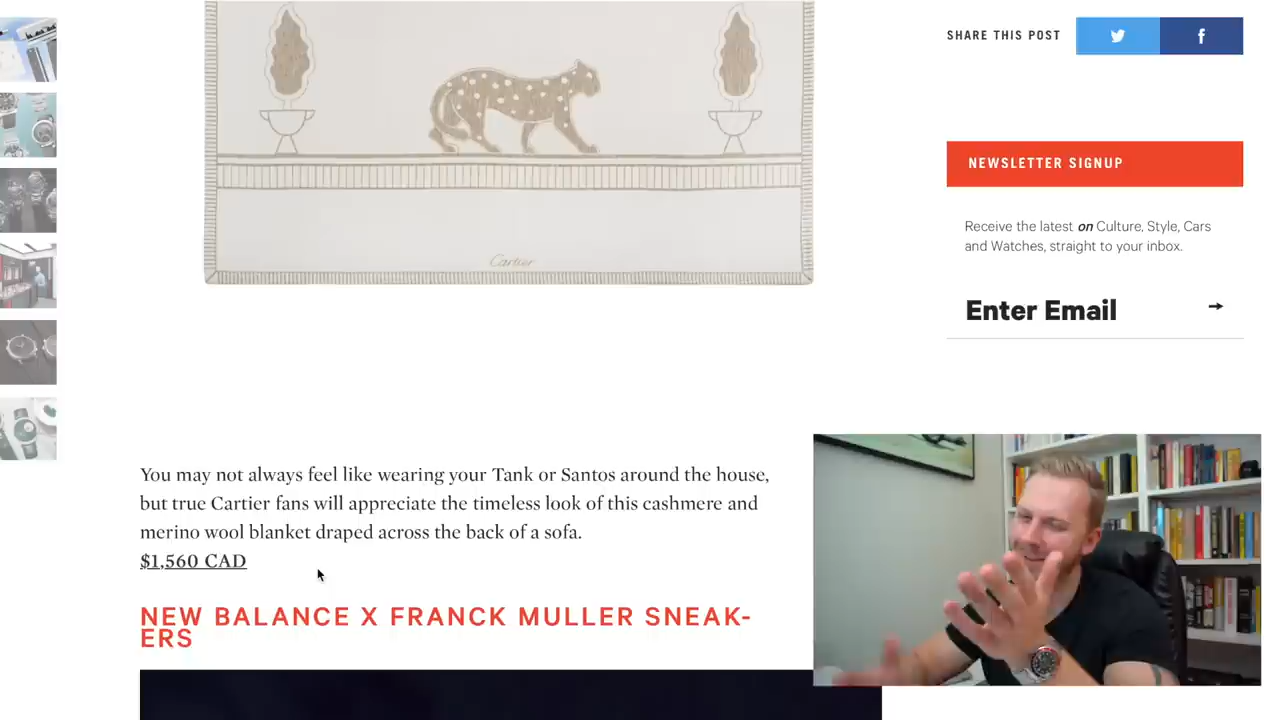 SHARE THIS POST
NEWSLETTER SIGNUP
Receive the latest on Culture, Style, Cars
and Watches, straight to your inbox.
Enter Email
Cartier
You may not always feel like wearing your Tank or Santos around the house,
but true Cartier fans will appreciate the timeless look of this cashmere and
merino wool blanket draped across the back of a sofa.
$1,560 CAD
NEW BALANCE X FRANCK MULLER SNEAK-
ERS